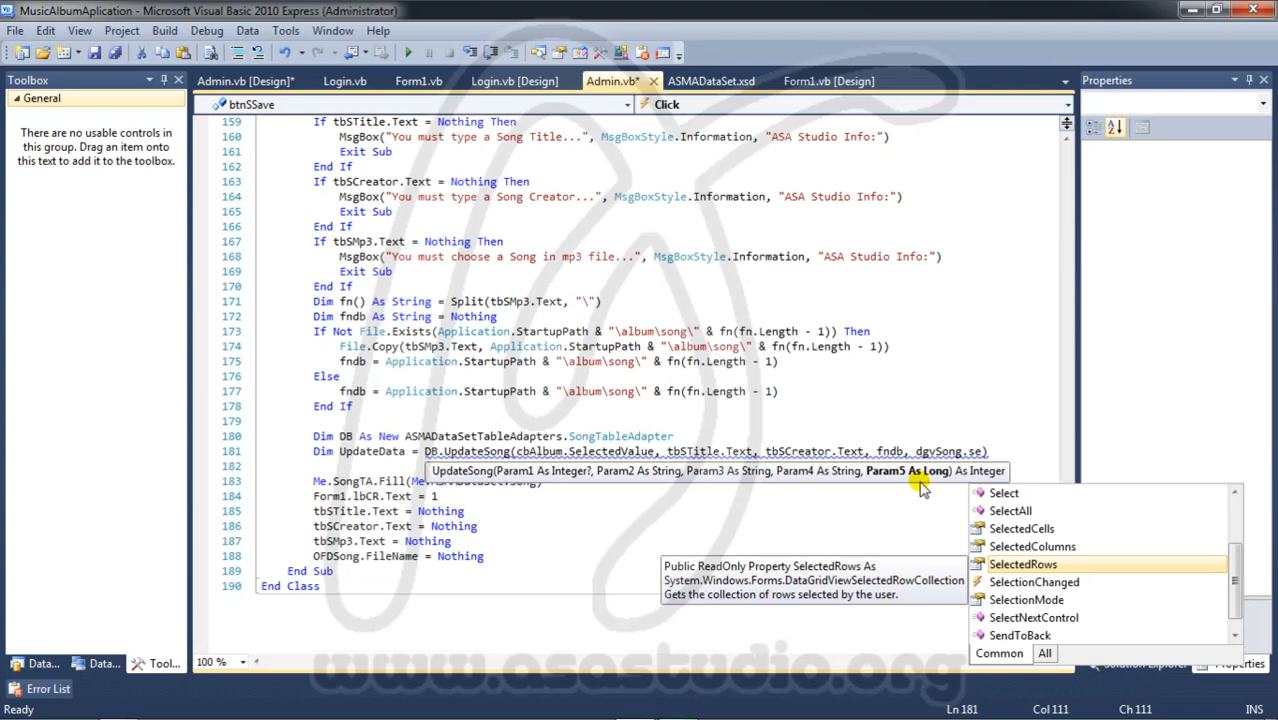 MusicAlbumAplication - Microsoft Visual Basic 2010 Express (Administrator)
File Edit View Project Build Debug Data Tools Window Help
Toolbox
Admin.vb [Design]* Login.vb Form1.vb Login.vb [Design] Admin.vb* ASMADataSet.xsd Form1.vb [Design]
Properties
General
btnSSave
Click
There are no usable controls in
this group. Drag an item onto
this text to add it to the toolbox.
159 If tbSTitle.Text = Nothing Then
160 MsgBox("You must type a Song Title...", MsgBoxStyle.Information, "ASA Studio Info:")
161 Exit Sub
162 End If
163 If tbSCreator.Text = Nothing Then
164 MsgBox("You must type a Song Creator...", MsgBoxStyle.Information, "ASA Studio Info:")
165 Exit Sub
166 End If
167 If tbSMp3.Text = Nothing Then
168 MsgBox("You must choose a Song in mp3 file...", MsgBoxStyle.Information, "ASA Studio Info:")
169 Exit Sub
170 End If
171 Dim fn() As String = Split(tbSMp3.Text, "\")
172 Dim fndb As String = Nothing
173 If Not File.Exists(Application.StartupPath & "\album\song\" & fn(fn.Length - 1)) Then
174 File.Copy(tbSMp3.Text, Application.StartupPath & "\album\song\" & fn(fn.Length - 1))
175 fndb = Application.StartupPath & "\album\song\" & fn(fn.Length - 1)
176 Else
177 fndb = Application.StartupPath & "\album\song\" & fn(fn.Length - 1)
178 End If
179
180 Dim DB As New ASMADataSetTableAdapters.SongTableAdapter
181 Dim UpdateData = DB.UpdateSong(cbAlbum.SelectedValue, tbSTitle.Text, tbSCreator.Text, fndb, dgvSong.se)
182 UpdateSong(Param1 As Integer?, Param2 As String, Param3 As String, Param4 As String, Param5 As Long) As Integer
183 Me.SongTA.Fill(Me
184 Form1.lbCR.Text = 1
185 tbSTitle.Text = Nothing
186 tbSCreator.Text = Nothing
187 tbSMp3.Text = Nothing
188 OFDSong.FileName = Nothing
189 End Sub
190 End Class
Select
SelectAll
SelectedCells
SelectedColumns
SelectedRows
SelectionChanged
SelectionMode
SelectNextControl
SendToBack
Common All
Public ReadOnly Property SelectedRows As
System.Windows.Forms.DataGridViewSelectedRowCollection
Gets the collection of rows selected by the user.
Data... Data... Tool...
100 %
Solution Explorer Properties
www.asastudio.org
Error List
Ready Ln 181 Col 111 Ch 111 INS